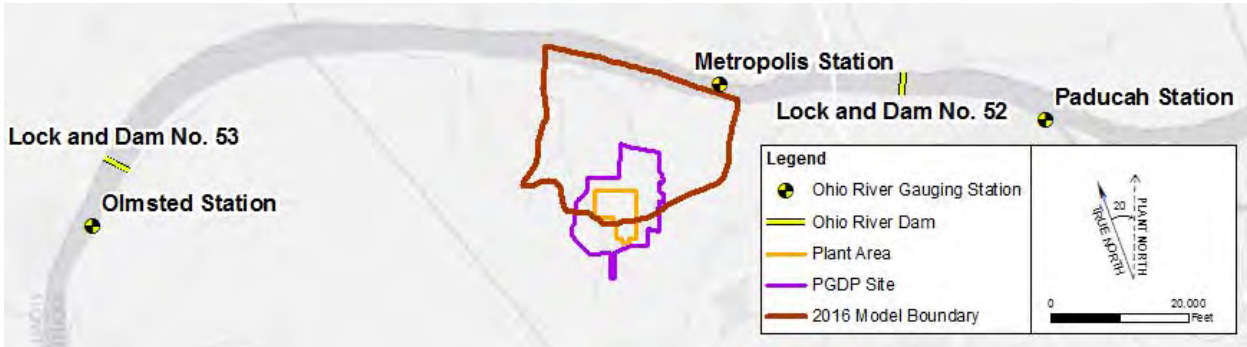 Metropolis Station
Paducah Station
Lock and Dam No. 52
Lock and Dam No. 53
Olmsted Station
Legend
Ohio River Gauging Station
Ohio River Dam
Plant Area
PGDP Site
2016 Model Boundary
20
TRUE NORTH
PLANT NORTH
0 20,000
Feet